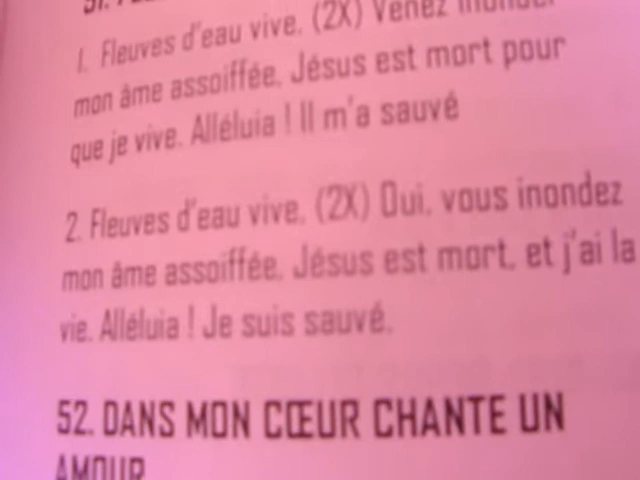 51.
1. Fleuves d'eau vive. (2X) Venez inonder
mon âme assoiffée. Jésus est mort pour
que je vive. Alléluia ! Il m'a sauvé
2. Fleuves d'eau vive. (2X) Oui, vous inondez
mon âme assoiffée. Jésus est mort, et j'ai la
vie. Alléluia ! Je suis sauvé.
52. DANS MON CŒUR CHANTE UN
AMOUR